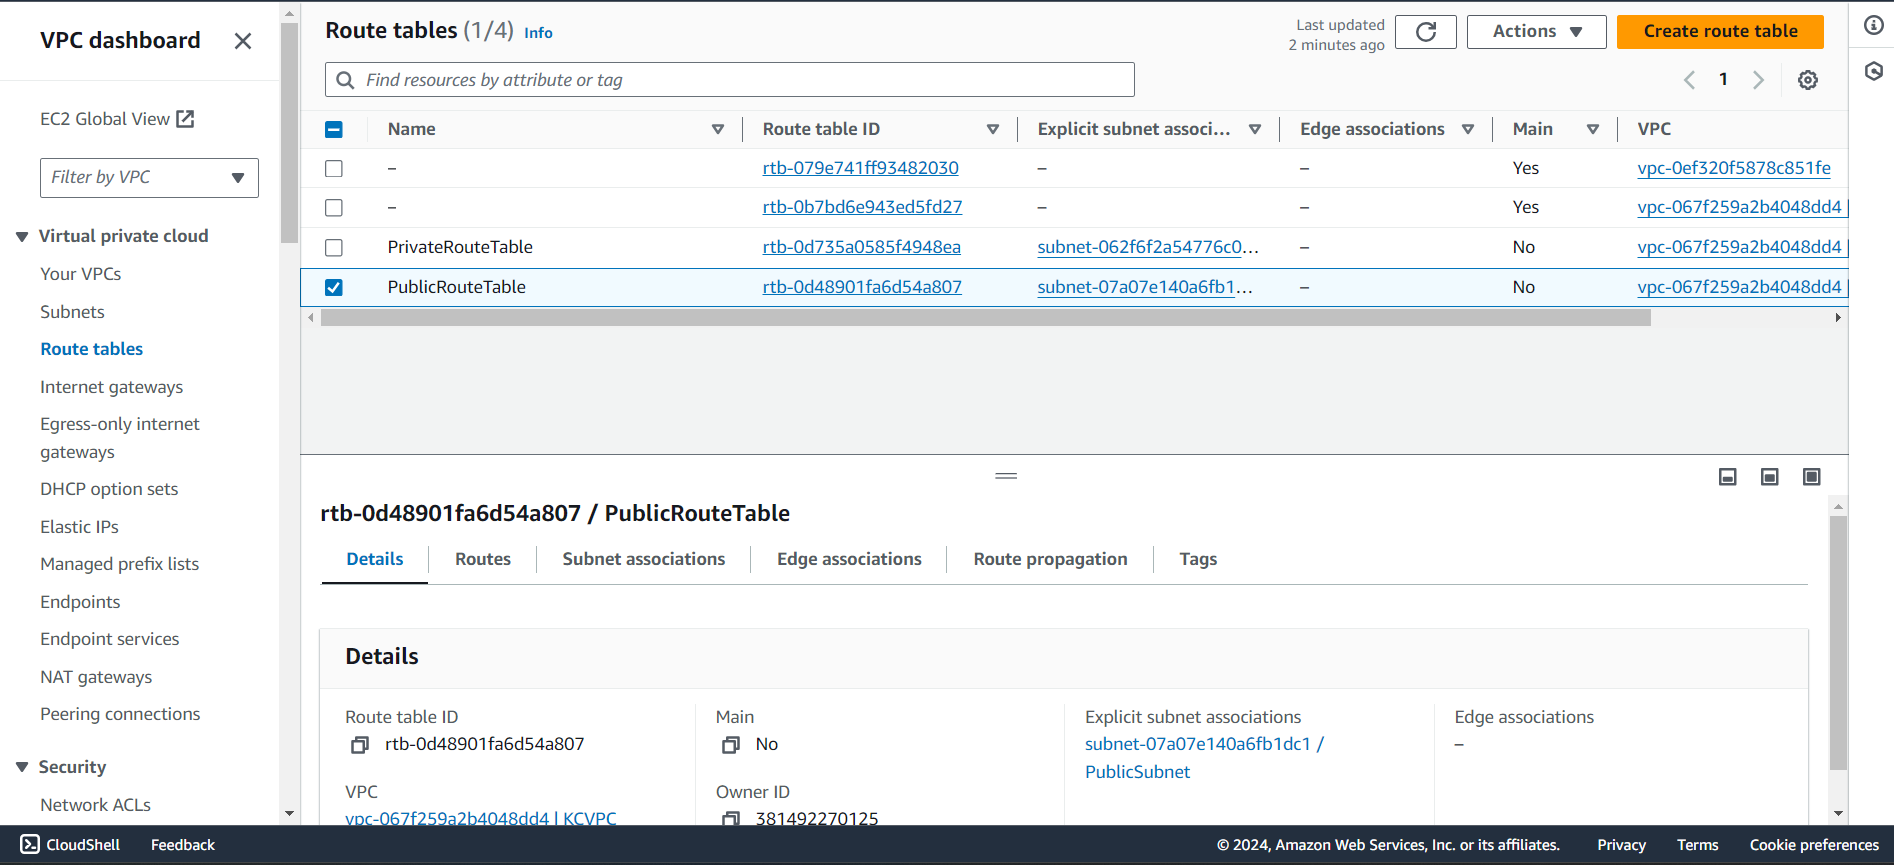 VPC dashboard
EC2 Global View
Filter by VPC
Virtual private cloud
Your VPCs
Subnets
Route tables
Internet gateways
Egress-only internet
gateways
DHCP option sets
Elastic IPs
Managed prefix lists
Endpoints
Endpoint services
NAT gateways
Peering connections
Security
Network ACLs
Route tables (1/4) Info
Last updated
2 minutes ago
Actions
Create route table
Find resources by attribute or tag
1
Name Route table ID Explicit subnet associ... Edge associations Main VPC
– rtb-079e741ff93482030 – – Yes vpc-0ef320f5878c851fe
– rtb-0b7bd6e943ed5fd27 – – Yes vpc-067f259a2b4048dd4 |
PrivateRouteTable rtb-0d735a0585f4948ea subnet-062f6f2a54776c0... – No vpc-067f259a2b4048dd4 |
PublicRouteTable rtb-0d48901fa6d54a807 subnet-07a07e140a6fb1... – No vpc-067f259a2b4048dd4 |
rtb-0d48901fa6d54a807 / PublicRouteTable
Details Routes Subnet associations Edge associations Route propagation Tags
Details
Route table ID
rtb-0d48901fa6d54a807
Main
No
Explicit subnet associations
subnet-07a07e140a6fb1dc1 /
PublicSubnet
Edge associations
–
VPC
vpc-067f259a2b4048dd4 | KCVPC
Owner ID
381492270125
CloudShell Feedback © 2024, Amazon Web Services, Inc. or its affiliates. Privacy Terms Cookie preferences